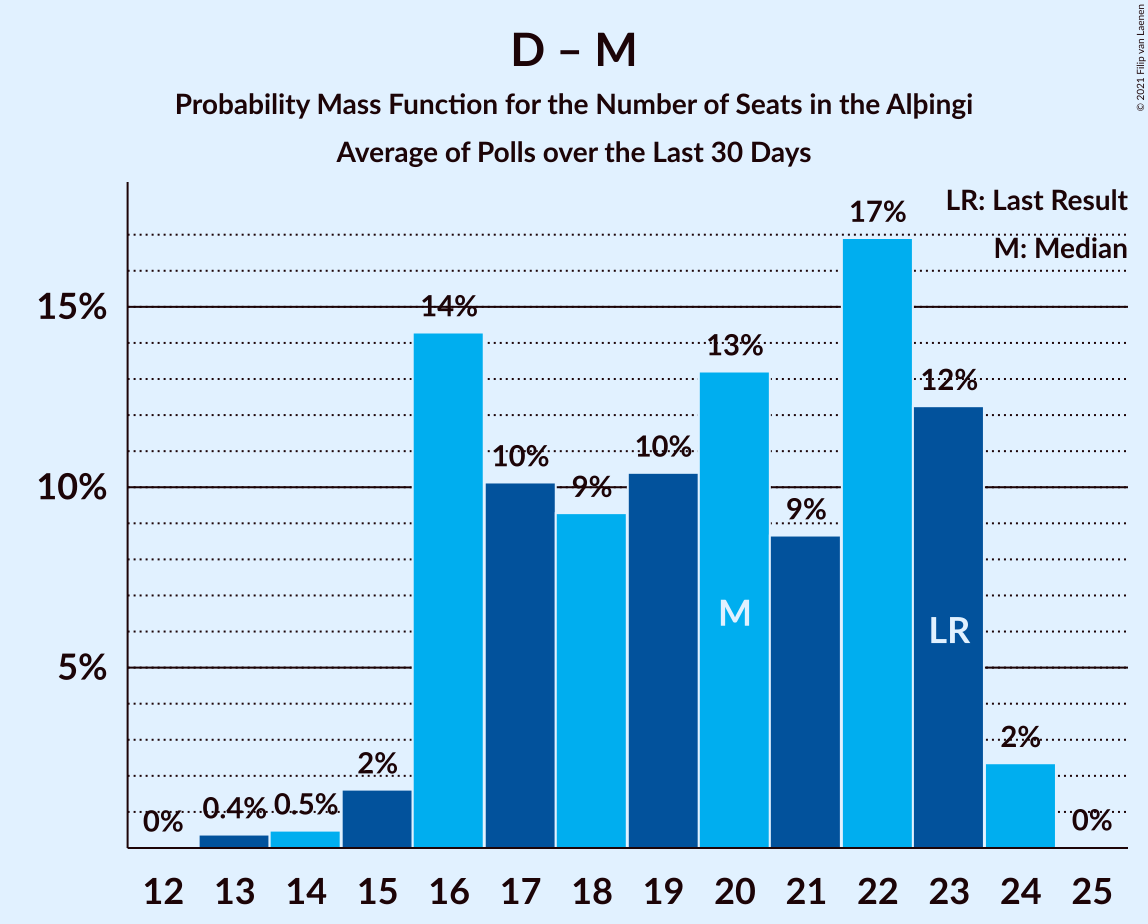 D – M
Probability Mass Function for the Number of Seats in the Alþingi
Average of Polls over the Last 30 Days
© 2021 Filip van Laenen
LR: Last Result
M: Median
17%
15%
14%
13%
12%
10%
10%
10%
9%
9%
M
LR
5%
2%
2%
0%
0.4%
0.5%
0%
12 13 14 15 16 17 18 19 20 21 22 23 24 25